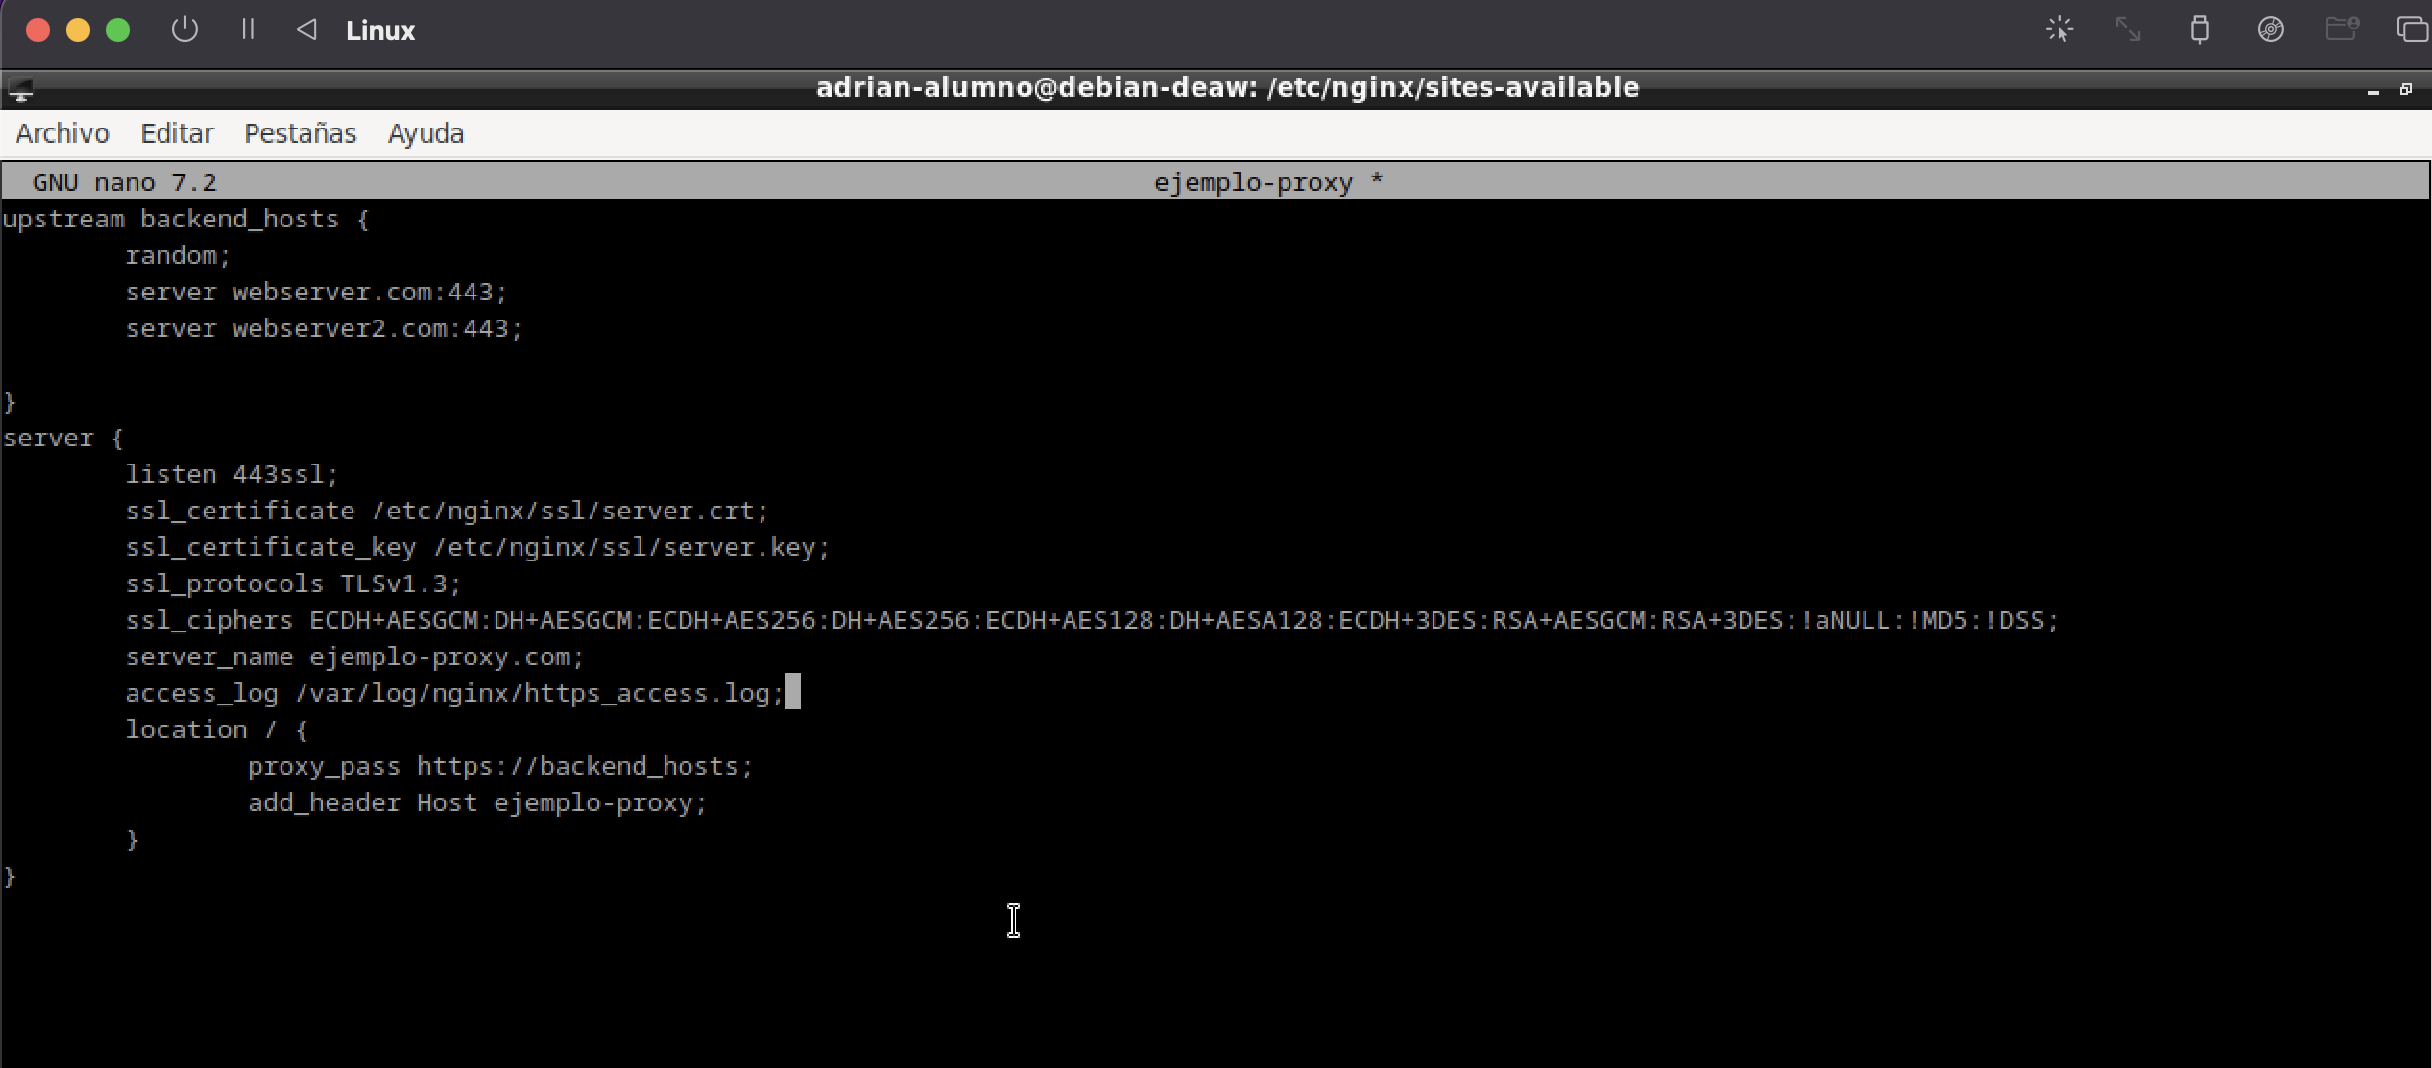 Linux
adrian-alumno@debian-deaw: /etc/nginx/sites-available
Archivo Editar Pestañas Ayuda
GNU nano 7.2 ejemplo-proxy *
upstream backend_hosts {
random;
server webserver.com:443;
server webserver2.com:443;
}
server {
listen 443ssl;
ssl_certificate /etc/nginx/ssl/server.crt;
ssl_certificate_key /etc/nginx/ssl/server.key;
ssl_protocols TLSv1.3;
ssl_ciphers ECDH+AESGCM:DH+AESGCM:ECDH+AES256:DH+AES256:ECDH+AES128:DH+AESA128:ECDH+3DES:RSA+AESGCM:RSA+3DES:!aNULL:!MD5:!DSS;
server_name ejemplo-proxy.com;
access_log /var/log/nginx/https_access.log;
location / {
proxy_pass https://backend_hosts;
add_header Host ejemplo-proxy;
}
}